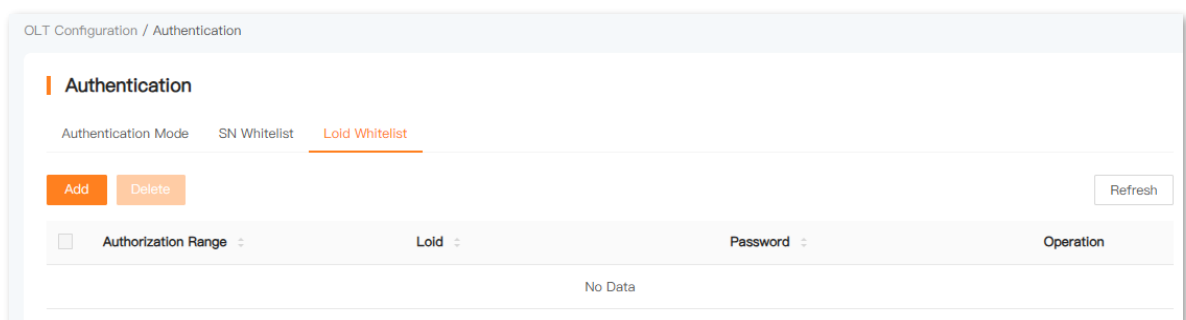 OLT Configuration / Authentication
Authentication
Authentication Mode SN Whitelist Loid Whitelist
Add Delete Refresh
Authorization Range Loid Password Operation
No Data